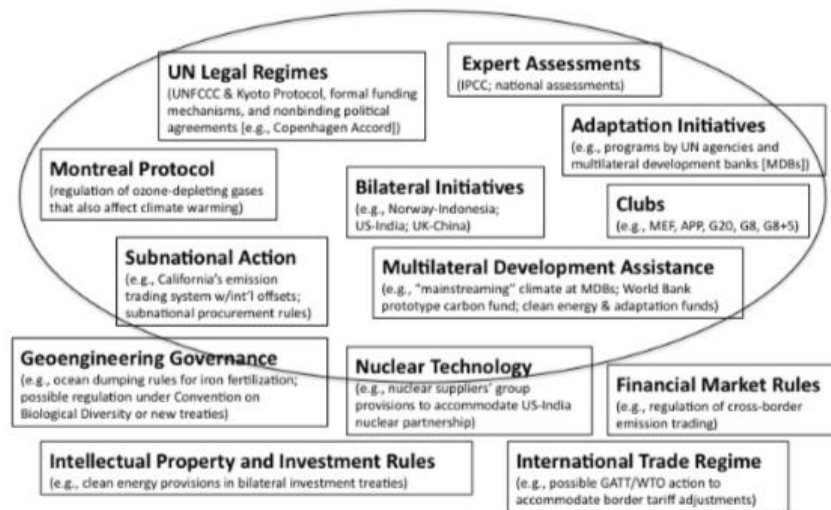 UN Legal Regimes
(UNFCCC & Kyoto Protocol, formal funding
mechanisms, and nonbinding political
agreements [e.g., Copenhagen Accord])
Expert Assessments
(IPCC; national assessments)
Adaptation Initiatives
(e.g., programs by UN agencies and
multilateral development banks [MDBs])
Montreal Protocol
(regulation of ozone-depleting gases
that also affect climate warming)
Bilateral Initiatives
(e.g., Norway-Indonesia;
US-India; UK-China)
Clubs
(e.g., MEF, APP, G20, G8, G8+5)
Subnational Action
(e.g., California's emission
trading system w/int'l offsets;
subnational procurement rules)
Multilateral Development Assistance
(e.g., "mainstreaming" climate at MDBs; World Bank
prototype carbon fund; clean energy & adaptation funds)
Geoengineering Governance
(e.g., ocean dumping rules for iron fertilization;
possible regulation under Convention on
Biological Diversity or new treaties)
Nuclear Technology
(e.g., nuclear suppliers' group
provisions to accommodate US-India
nuclear partnership)
Financial Market Rules
(e.g., regulation of cross-border
emission trading)
Intellectual Property and Investment Rules
(e.g., clean energy provisions in bilateral investment treaties)
International Trade Regime
(e.g., possible GATT/WTO action to
accommodate border tariff adjustments)